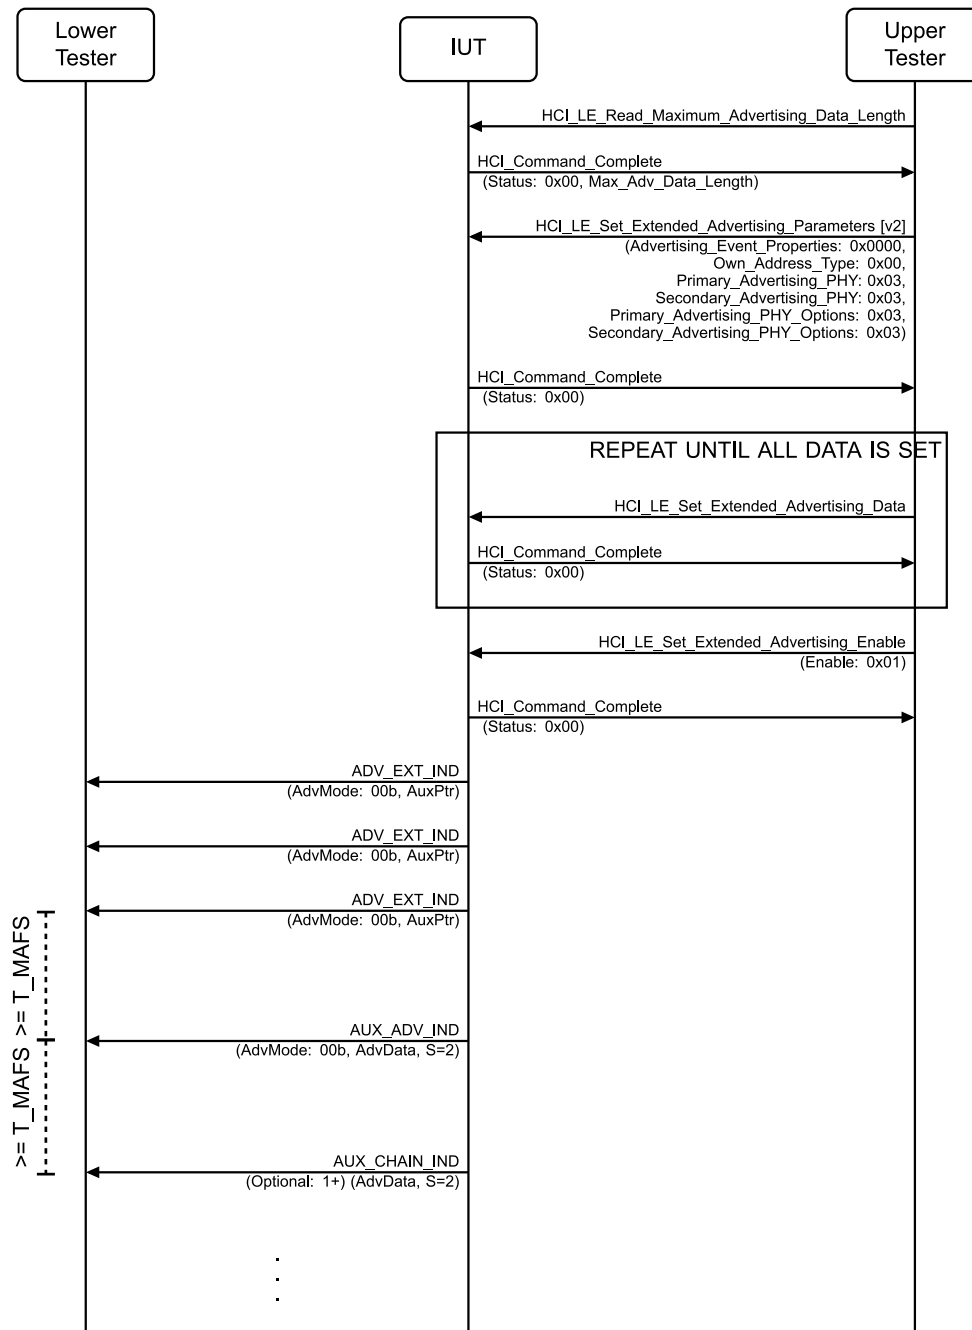 Lower
Tester
IUT
Upper
Tester
HCI_LE_Read_Maximum_Advertising_Data_Length
HCI_Command_Complete
(Status: 0x00, Max_Adv_Data_Length)
HCI_LE_Set_Extended_Advertising_Parameters [v2]
(Advertising_Event_Properties: 0x0000,
Own_Address_Type: 0x00,
Primary_Advertising_PHY: 0x03,
Secondary_Advertising_PHY: 0x03,
Primary_Advertising_PHY_Options: 0x03,
Secondary_Advertising_PHY_Options: 0x03)
HCI_Command_Complete
(Status: 0x00)
REPEAT UNTIL ALL DATA IS SET
HCI_LE_Set_Extended_Advertising_Data
HCI_Command_Complete
(Status: 0x00)
HCI_LE_Set_Extended_Advertising_Enable
(Enable: 0x01)
HCI_Command_Complete
(Status: 0x00)
ADV_EXT_IND
(AdvMode: 00b, AuxPtr)
ADV_EXT_IND
(AdvMode: 00b, AuxPtr)
ADV_EXT_IND
(AdvMode: 00b, AuxPtr)
>= T_MAFS
AUX_ADV_IND
(AdvMode: 00b, AdvData, S=2)
>= T_MAFS
AUX_CHAIN_IND
(Optional: 1+) (AdvData, S=2)
.
.
.